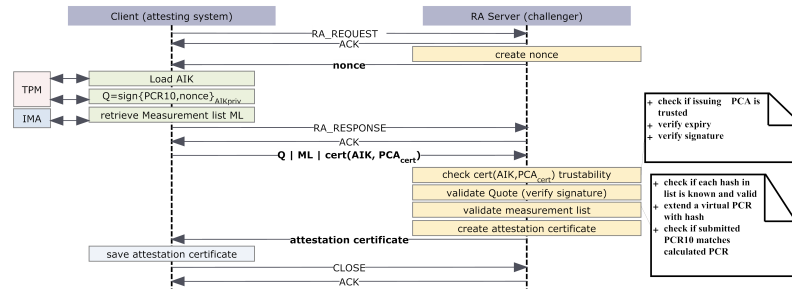 Client (attesting system)
RA Server (challenger)
RA_REQUEST
ACK
create nonce
nonce
TPM
Load AIK
Q=sign{PCR10,nonce}AIKpriv
IMA
retrieve Measurement list ML
RA_RESPONSE
ACK
Q | ML | cert(AIK, PCAcert)
check cert(AIK,PCAcert) trustability
validate Quote (verify signature)
validate measurement list
create attestation certificate
attestation certificate
save attestation certificate
CLOSE
ACK
+ check if issuing PCA is
trusted
+ verify expiry
+ verify signature
+ check if each hash in
list is known and valid
+ extend a virtual PCR
with hash
+ check if submitted
PCR10 matches
calculated PCR